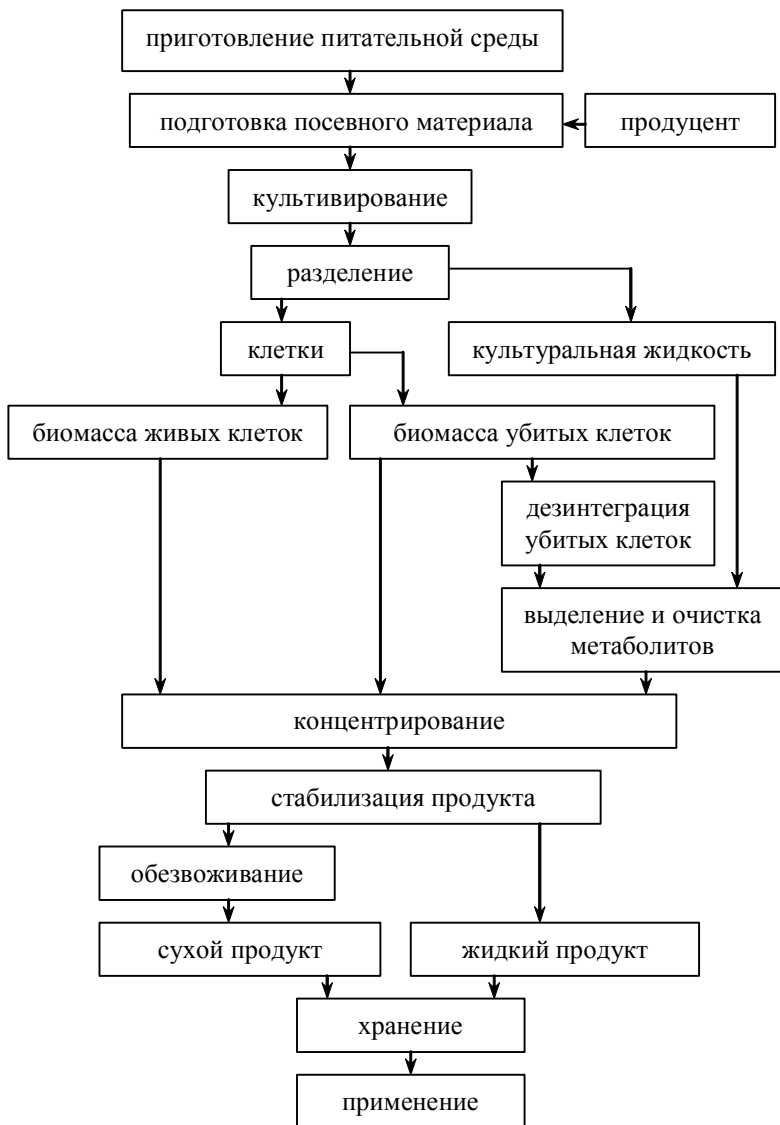 приготовление питательной среды
подготовка посевного материала
продуцент
культивирование
разделение
клетки
культуральная жидкость
биомасса живых клеток
биомасса убитых клеток
дезинтеграция
убитых клеток
выделение и очистка
метаболитов
концентрирование
стабилизация продукта
обезвоживание
сухой продукт
жидкий продукт
хранение
применение